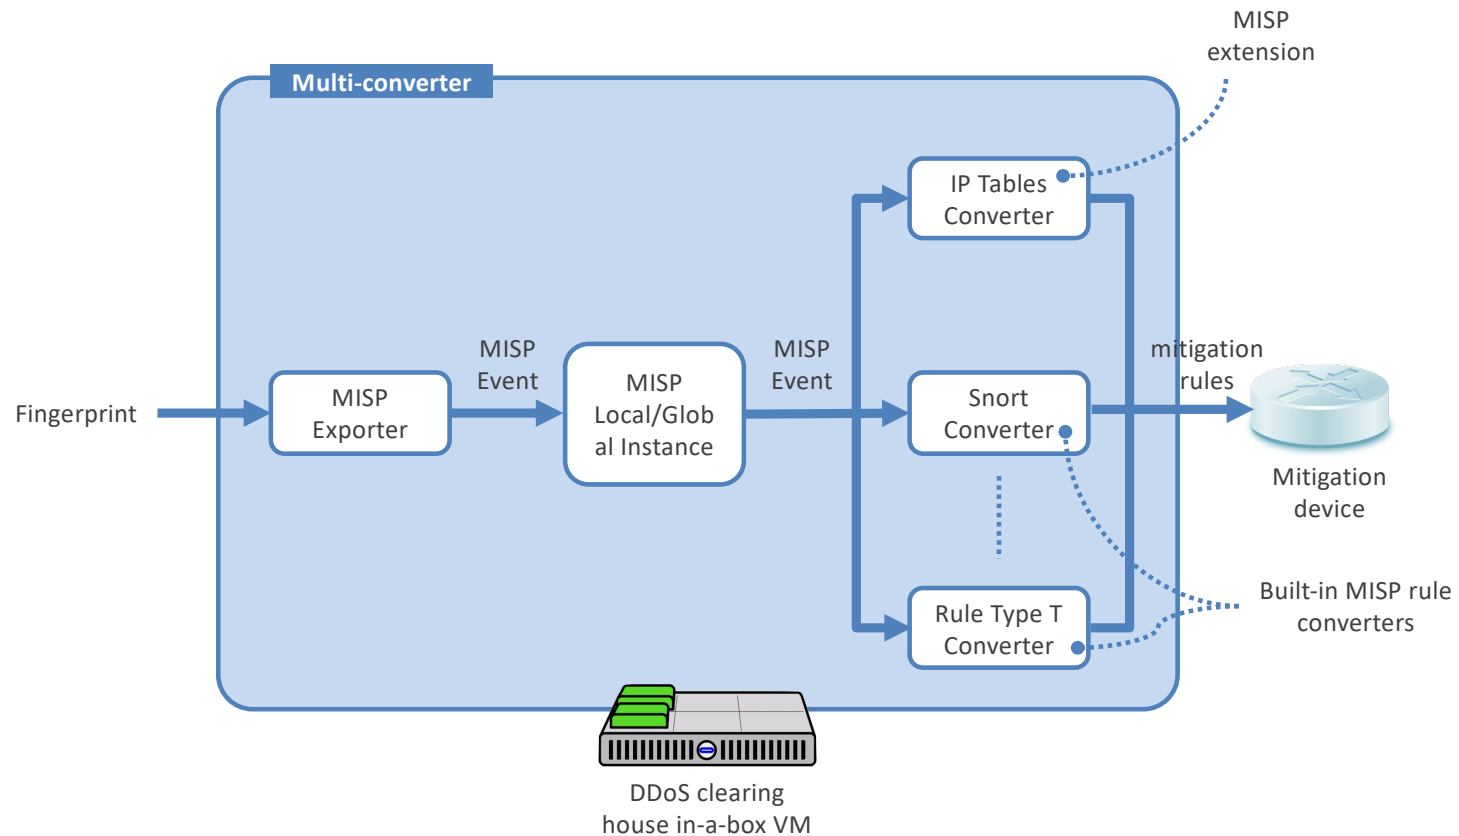 MISP
extension
Multi-converter
IP Tables
Converter
MISP
Event
MISP
Event
mitigation
rules
Fingerprint
MISP
Exporter
MISP
Local/Glob
al Instance
Snort
Converter
Mitigation
device
Rule Type T
Converter
Built-in MISP rule
converters
DDoS clearing
house in-a-box VM